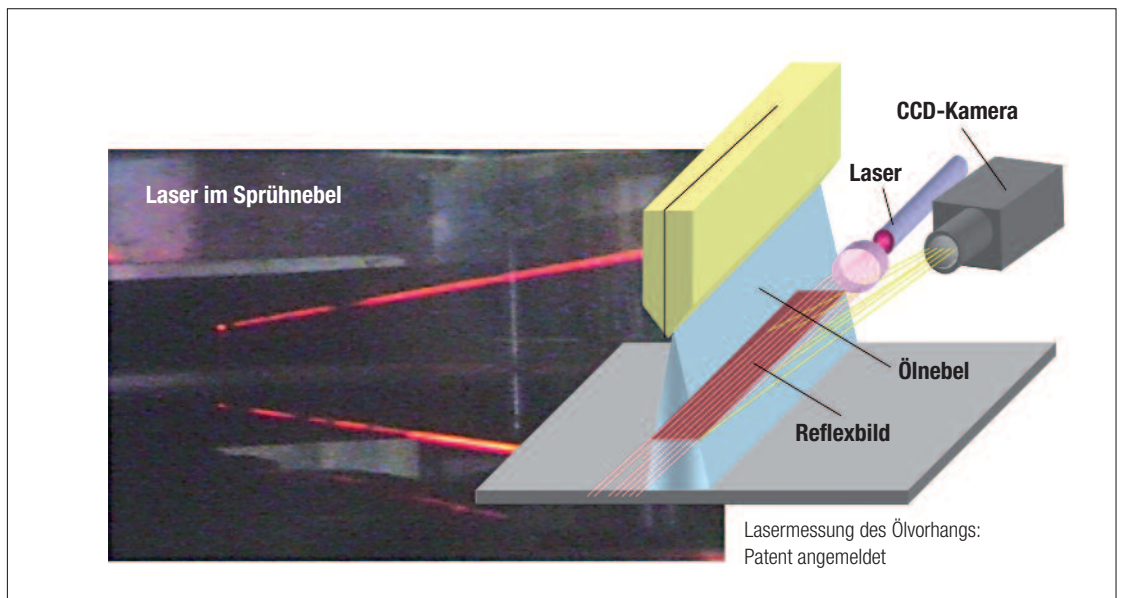 CCD-Kamera
Laser
Laser im Sprühnebel
Ölnebel
Reflexbild
Lasermessung des Ölvorhangs:
Patent angemeldet